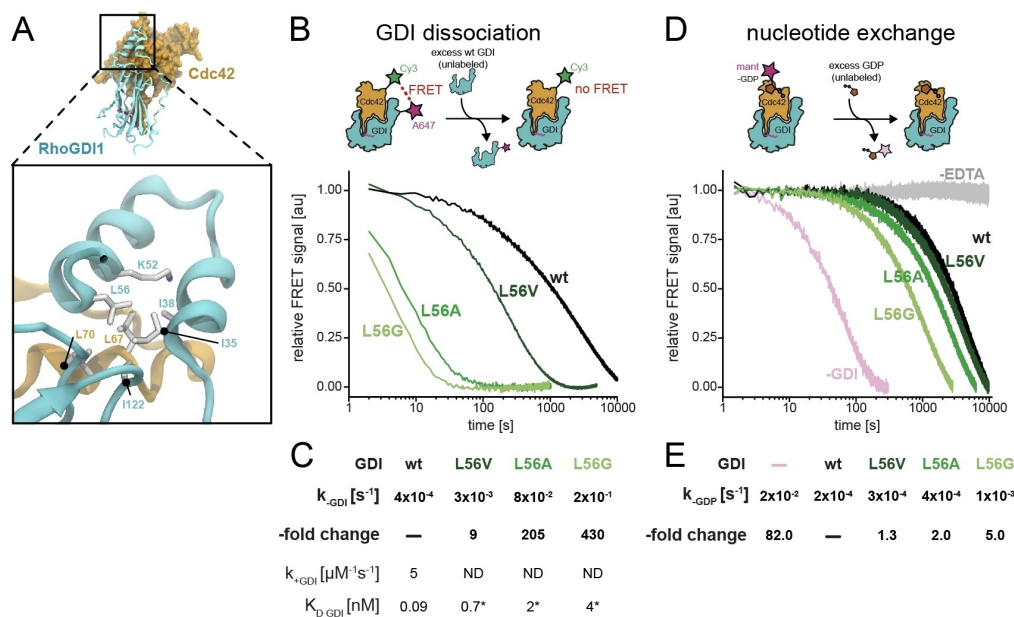 A
Cdc42
RhoGDI1
K52
L56
I38
L70
L67
I35
I122
B
GDI dissociation
excess wt GDI
(unlabeled)
Cy3
FRET
Cdc42
GDI
A647
Cy3
no FRET
Cdc42
GDI
relative FRET signal [au]
1.00
0.75
0.50
0.25
0.00
wt
L56V
L56A
L56G
1 10 100 1000 10000
time [s]
C
GDI wt L56V L56A L56G
k-GDI [s-1] 4x10-4 3x10-3 8x10-2 2x10-1
-fold change — 9 205 430
k+GDI [µM-1s-1] 5 ND ND ND
KD GDI [nM] 0.09 0.7* 2* 4*
D
nucleotide exchange
mant
-GDP
excess GDP
(unlabeled)
Cdc42
GDI
Cdc42
GDI
relative FRET signal [au]
1.00
0.75
0.50
0.25
0.00
-EDTA
wt
L56V
L56A
L56G
-GDI
1 10 100 1000 10000
time [s]
E
GDI — wt L56V L56A L56G
k-GDP [s-1] 2x10-2 2x10-4 3x10-4 4x10-4 1x10-3
-fold change 82.0 — 1.3 2.0 5.0